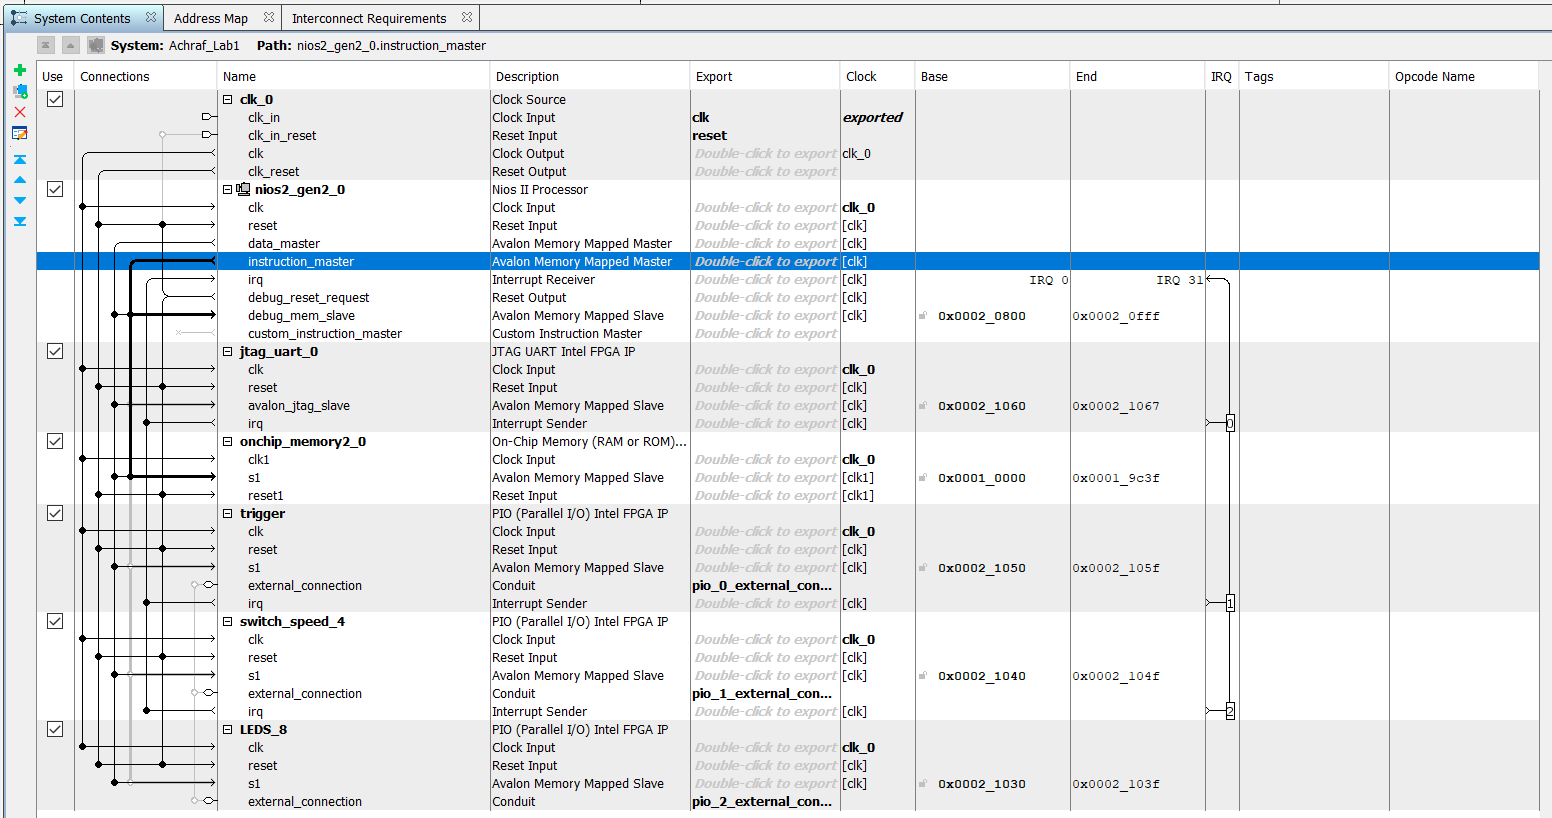 System Contents Address Map Interconnect Requirements
System: Achraf_Lab1 Path: nios2_gen2_0.instruction_master
Use Connections Name Description Export Clock Base End IRQ Tags Opcode Name
clk_0 Clock Source
clk_in Clock Input clk exported
clk_in_reset Reset Input reset
clk Clock Output Double-click to export clk_0
clk_reset Reset Output Double-click to export
nios2_gen2_0 Nios II Processor
clk Clock Input Double-click to export clk_0
reset Reset Input Double-click to export [clk]
data_master Avalon Memory Mapped Master Double-click to export [clk]
instruction_master Avalon Memory Mapped Master Double-click to export [clk]
irq Interrupt Receiver Double-click to export [clk] IRQ 0 IRQ 31
debug_reset_request Reset Output Double-click to export [clk]
debug_mem_slave Avalon Memory Mapped Slave Double-click to export [clk] 0x0002_0800 0x0002_0fff
custom_instruction_master Custom Instruction Master Double-click to export
jtag_uart_0 JTAG UART Intel FPGA IP
clk Clock Input Double-click to export clk_0
reset Reset Input Double-click to export [clk]
avalon_jtag_slave Avalon Memory Mapped Slave Double-click to export [clk] 0x0002_1060 0x0002_1067
irq Interrupt Sender Double-click to export [clk] 0
onchip_memory2_0 On-Chip Memory (RAM or ROM)...
clk1 Clock Input Double-click to export clk_0
s1 Avalon Memory Mapped Slave Double-click to export [clk1] 0x0001_0000 0x0001_9c3f
reset1 Reset Input Double-click to export [clk1]
trigger PIO (Parallel I/O) Intel FPGA IP
clk Clock Input Double-click to export clk_0
reset Reset Input Double-click to export [clk]
s1 Avalon Memory Mapped Slave Double-click to export [clk] 0x0002_1050 0x0002_105f
external_connection Conduit pio_0_external_con...
irq Interrupt Sender Double-click to export [clk] 1
switch_speed_4 PIO (Parallel I/O) Intel FPGA IP
clk Clock Input Double-click to export clk_0
reset Reset Input Double-click to export [clk]
s1 Avalon Memory Mapped Slave Double-click to export [clk] 0x0002_1040 0x0002_104f
external_connection Conduit pio_1_external_con...
irq Interrupt Sender Double-click to export [clk] 2
LEDS_8 PIO (Parallel I/O) Intel FPGA IP
clk Clock Input Double-click to export clk_0
reset Reset Input Double-click to export [clk]
s1 Avalon Memory Mapped Slave Double-click to export [clk] 0x0002_1030 0x0002_103f
external_connection Conduit pio_2_external_con...